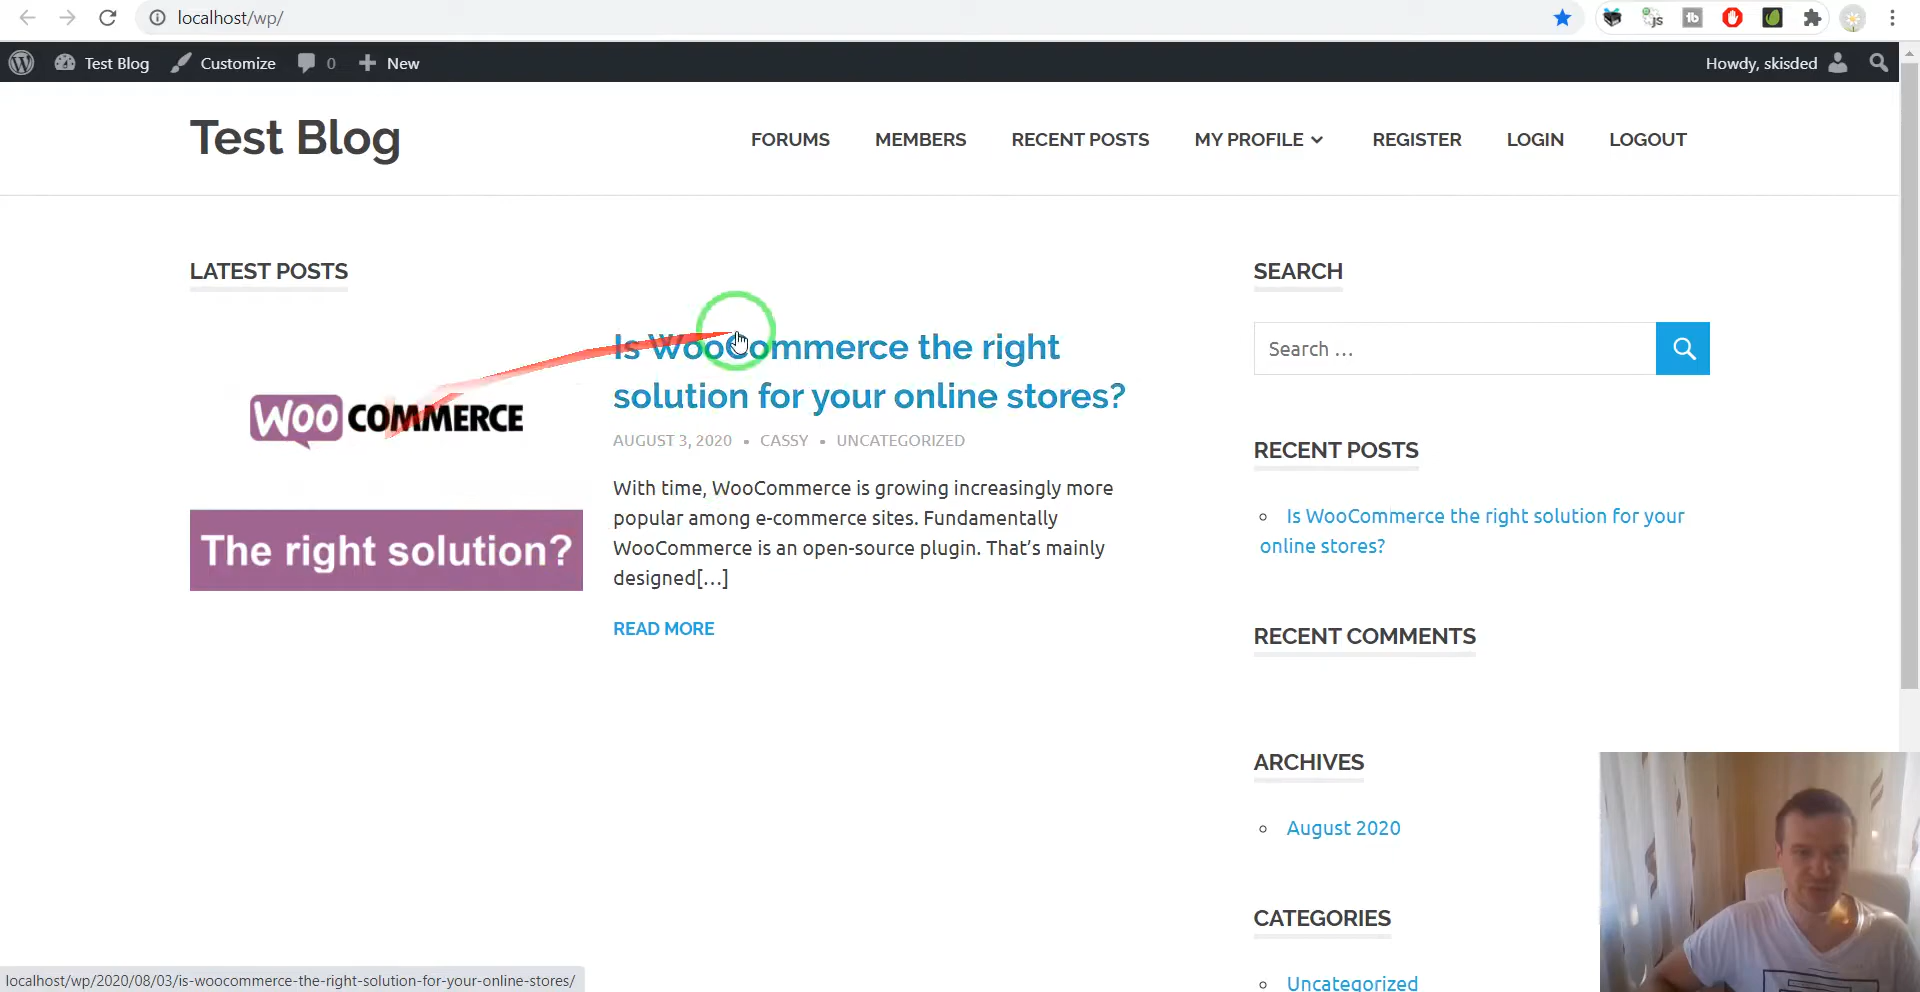 localhost/wp/
JS
tb
Test Blog
Customize
0
New
Howdy, skisded
Test Blog
FORUMS
MEMBERS
RECENT POSTS
MY PROFILE
REGISTER
LOGIN
LOGOUT
LATEST POSTS
WOO COMMERCE
The right solution?
Is WooCommerce the right
solution for your online stores?
AUGUST 3, 2020 • CASSY • UNCATEGORIZED
With time, WooCommerce is growing increasingly more
popular among e-commerce sites. Fundamentally
WooCommerce is an open-source plugin. That’s mainly
designed[…]
READ MORE
SEARCH
Search …
RECENT POSTS
Is WooCommerce the right solution for your
online stores?
RECENT COMMENTS
ARCHIVES
August 2020
CATEGORIES
Uncategorized
localhost/wp/2020/08/03/is-woocommerce-the-right-solution-for-your-online-stores/